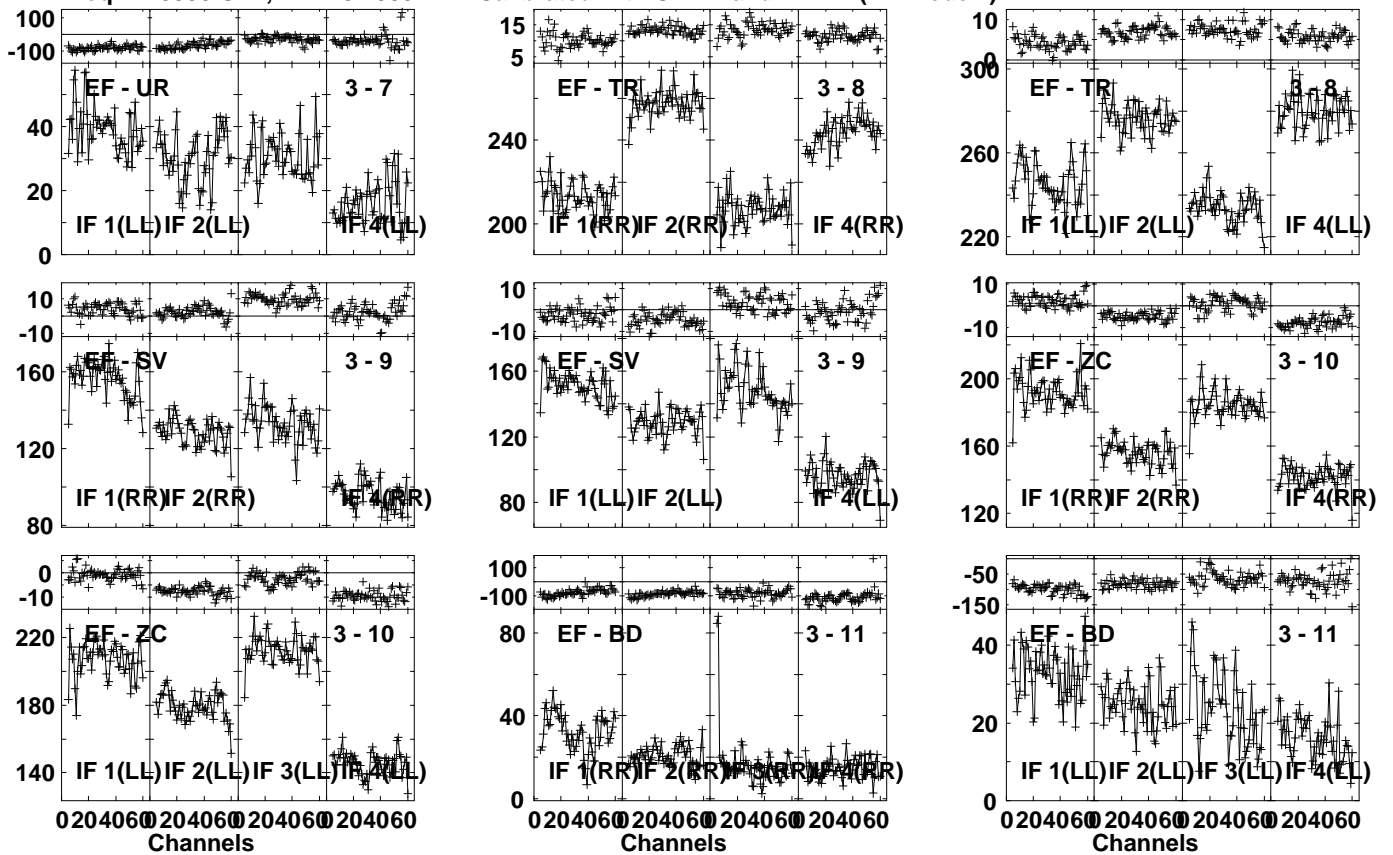 100
-100
EF - UR 3 - 7
40
20
0
IF 1(LL) IF 2(LL) IF 4(LL)
15
5
EF - TR 3 - 8
240
200
IF 1(RR) IF 2(RR) IF 4(RR)
10
0
300
EF - TR 3 - 8
260
220
IF 1(LL) IF 2(LL) IF 4(LL)
10
-10
EF - SV 3 - 9
160
120
80
IF 1(RR) IF 2(RR) IF 4(RR)
10
-10
EF - SV 3 - 9
160
120
80
IF 1(LL) IF 2(LL) IF 4(LL)
10
-10
EF - ZC 3 - 10
200
160
120
IF 1(RR) IF 2(RR) IF 4(RR)
0
-10
EF - ZC 3 - 10
220
180
140
IF 1(LL) IF 2(LL) IF 3(LL) IF 4(LL)
0 20 40 60 0 20 40 60 0 20 40 60 0 20 40 60
Channels
100
-100
EF - BD 3 - 11
80
40
0
IF 1(RR) IF 2(RR) IF 3(RR) IF 4(RR)
0 20 40 60 0 20 40 60 0 20 40 60 0 20 40 60
Channels
-50
-150
EF - BD 3 - 11
40
20
0
IF 1(LL) IF 2(LL) IF 3(LL) IF 4(LL)
0 20 40 60 0 20 40 60 0 20 40 60 0 20 40 60
Channels